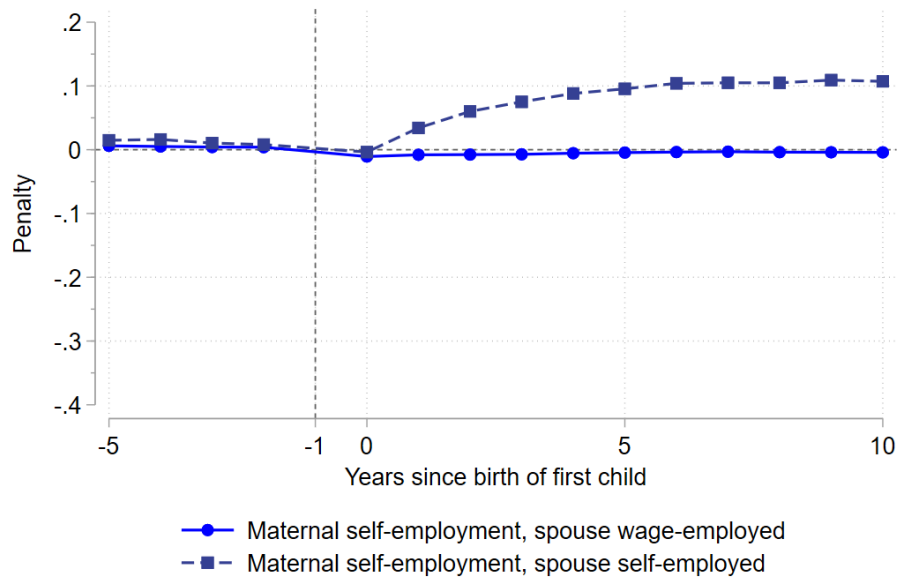 .2
.1
0
-.1
-.2
-.3
-.4
Penalty
-5 -1 0 5 10
Years since birth of first child
Maternal self-employment, spouse wage-employed
Maternal self-employment, spouse self-employed